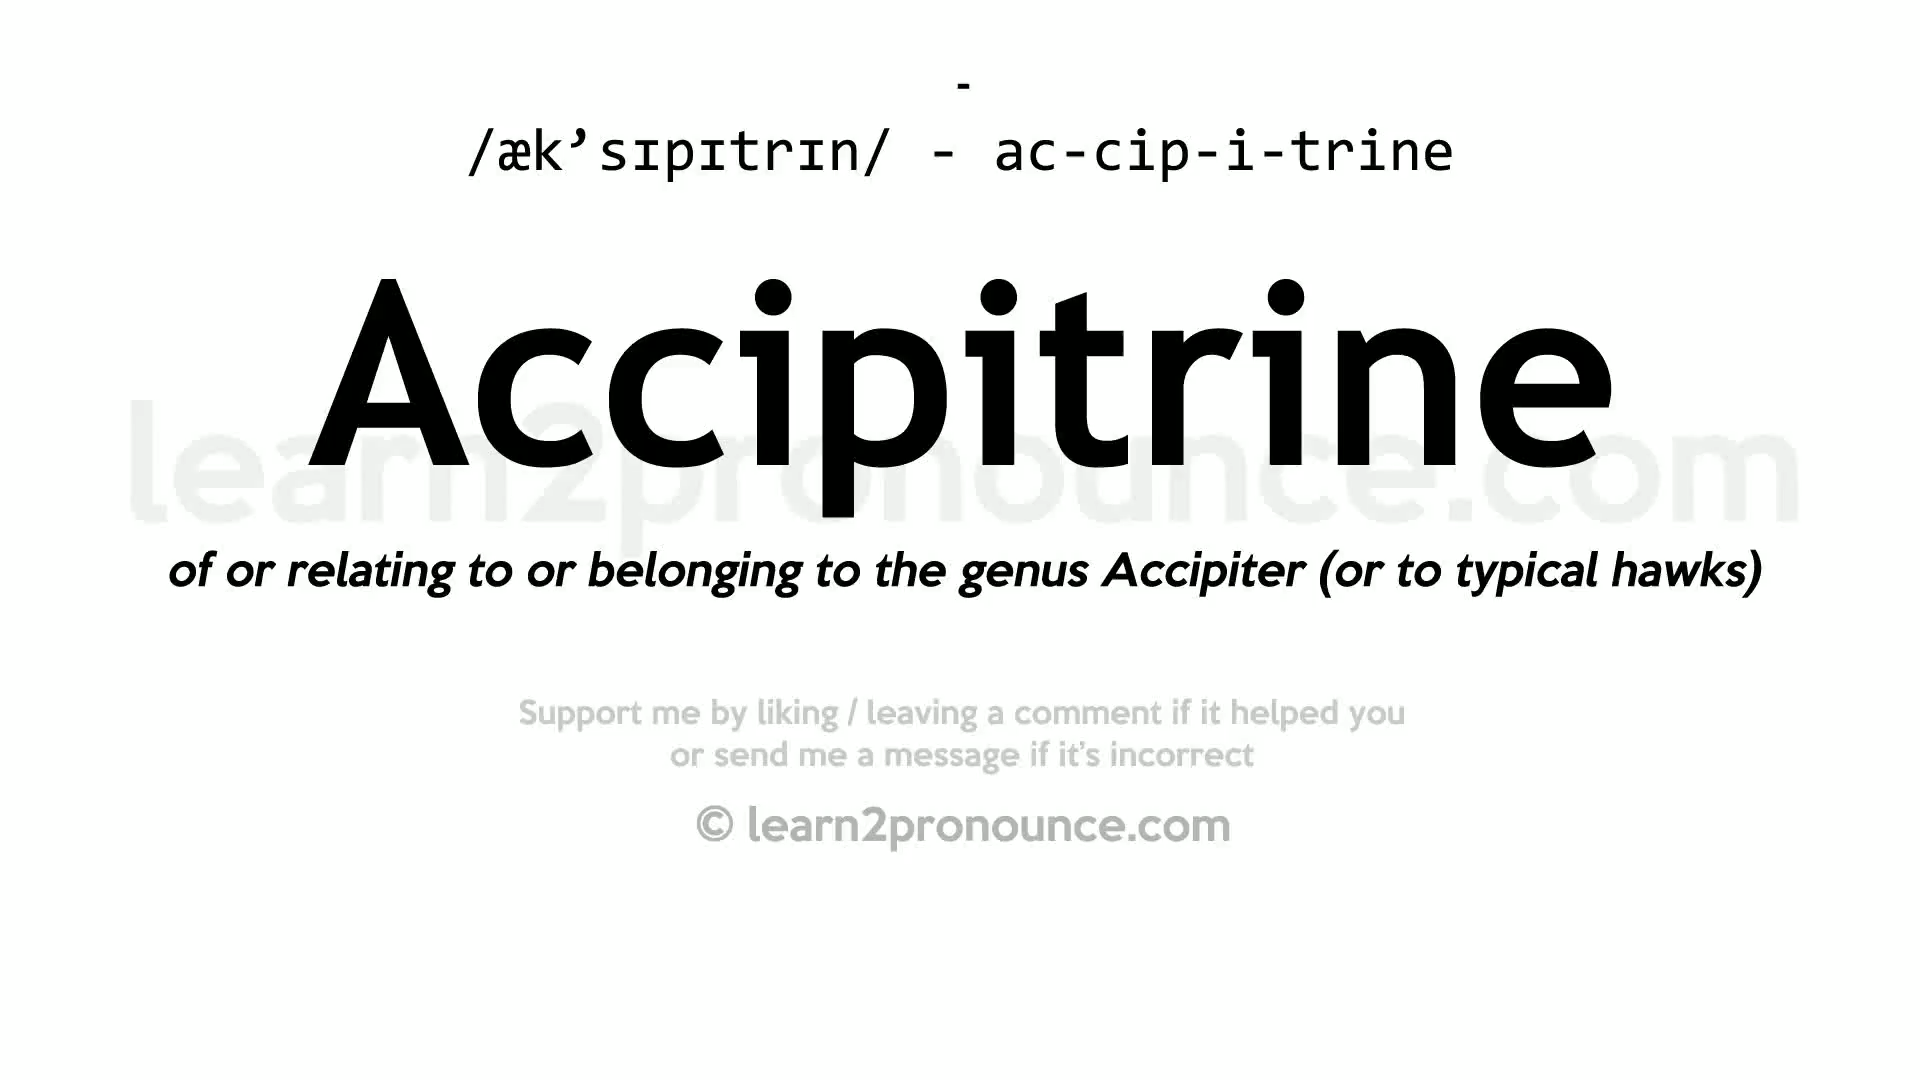 -
/æk’sɪpɪtrɪn/ - ac-cip-i-trine
Accipitrine
learn2pronounce.com
of or relating to or belonging to the genus Accipiter (or to typical hawks)
Support me by liking / leaving a comment if it helped you
or send me a message if it’s incorrect
© learn2pronounce.com